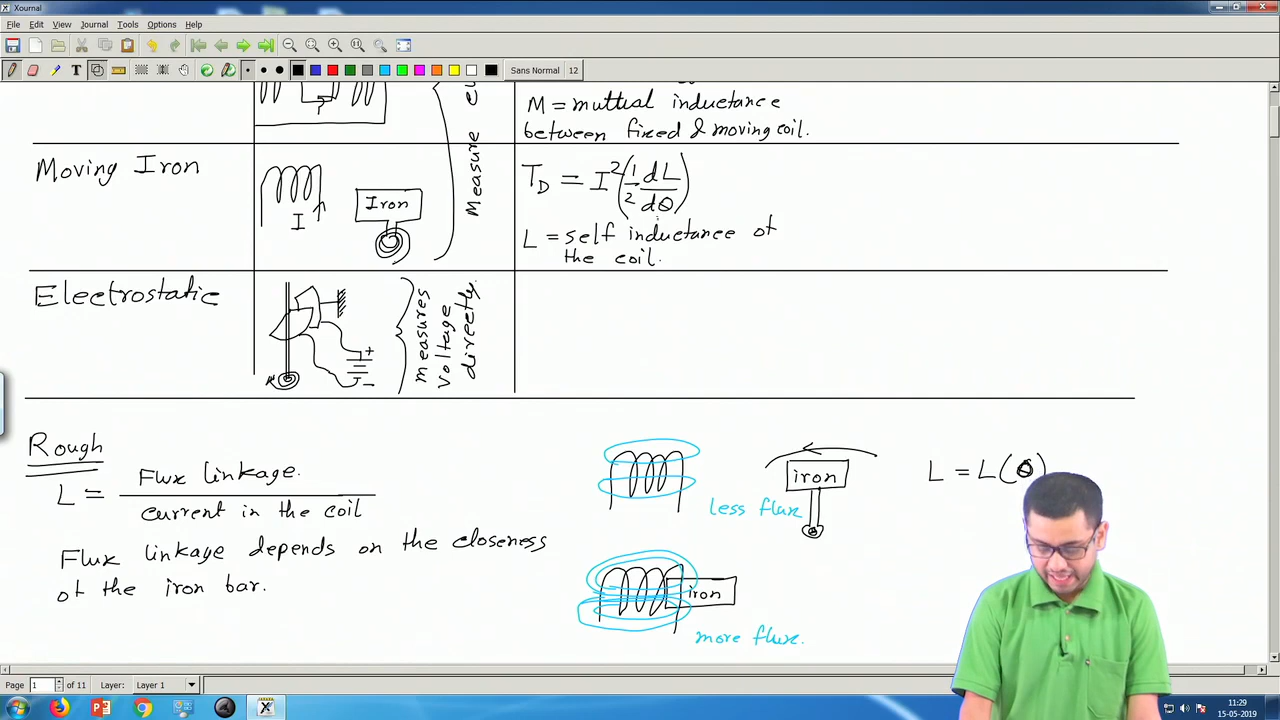 Xournal
File Edit View Journal Tools Options Help
Sans Normal 12
M = muttual inductance
between fixed & moving coil.
Measure
Moving Iron
I
Iron
T_D = I²(1/2 dL/dθ)
L = self inductance of
the coil.
Electrostatic
+
-
measures
voltage
directly.
Rough
L = Flux linkage. / current in the coil
Flux linkage depends on the closeness
of the iron bar.
less flux
iron
iron
more flux.
L = L(θ)
Page 1 of 11 Layer: Layer 1
11:29
15-05-2019